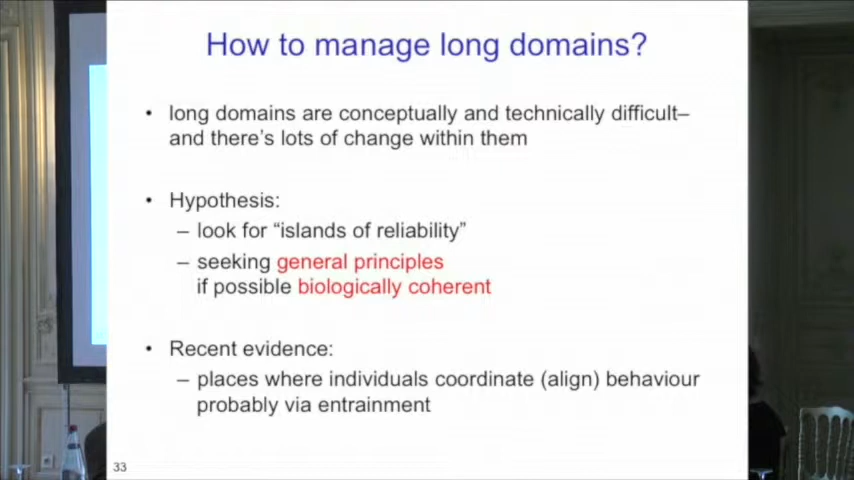 How to manage long domains?
• long domains are conceptually and technically difficult–
and there's lots of change within them
• Hypothesis:
– look for “islands of reliability”
– seeking general principles
if possible biologically coherent
• Recent evidence:
– places where individuals coordinate (align) behaviour
probably via entrainment
33